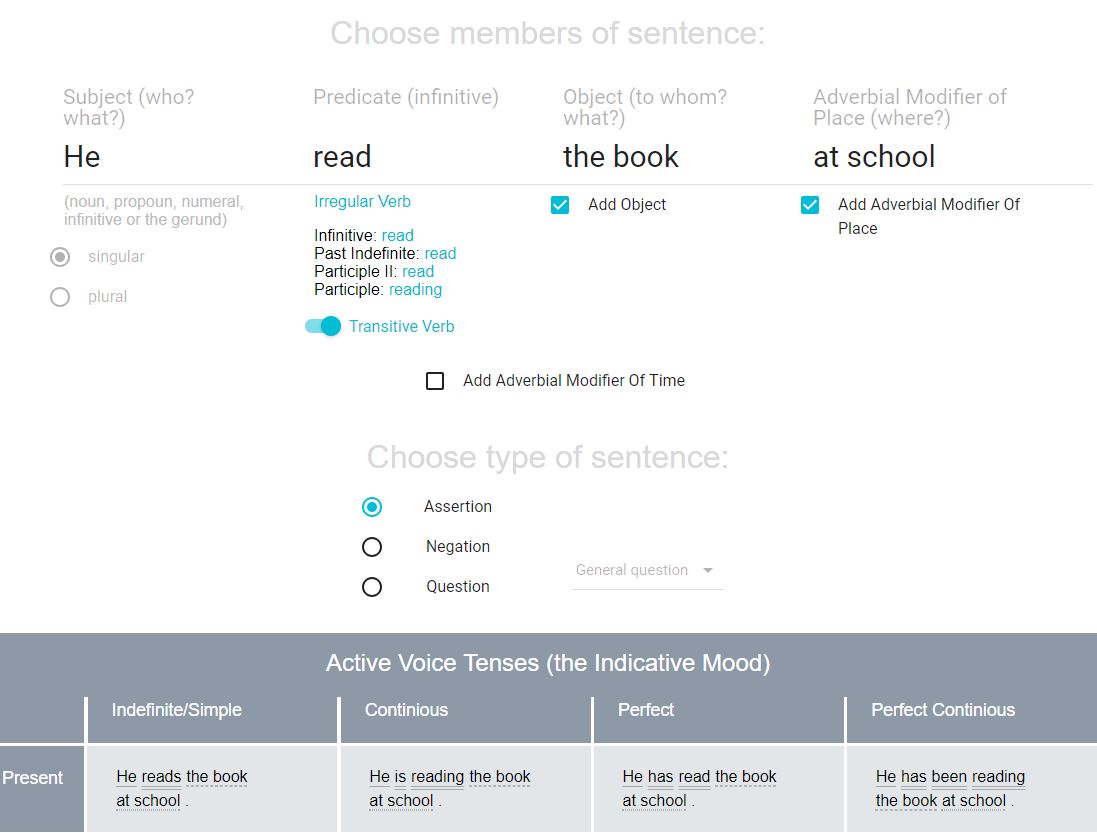 Choose members of sentence:
Subject (who?
what?)
Predicate (infinitive)
Object (to whom?
what?)
Adverbial Modifier of
Place (where?)
He
read
the book
at school
(noun, propoun, numeral,
infinitive or the gerund)
singular
plural
Irregular Verb
Infinitive: read
Past Indefinite: read
Participle II: read
Participle: reading
Transitive Verb
Add Object
Add Adverbial Modifier Of
Place
Add Adverbial Modifier Of Time
Choose type of sentence:
Assertion
Negation
Question
General question
Active Voice Tenses (the Indicative Mood)
Indefinite/Simple
Continious
Perfect
Perfect Continious
Present
He reads the book
at school .
He is reading the book
at school .
He has read the book
at school .
He has been reading
the book at school .